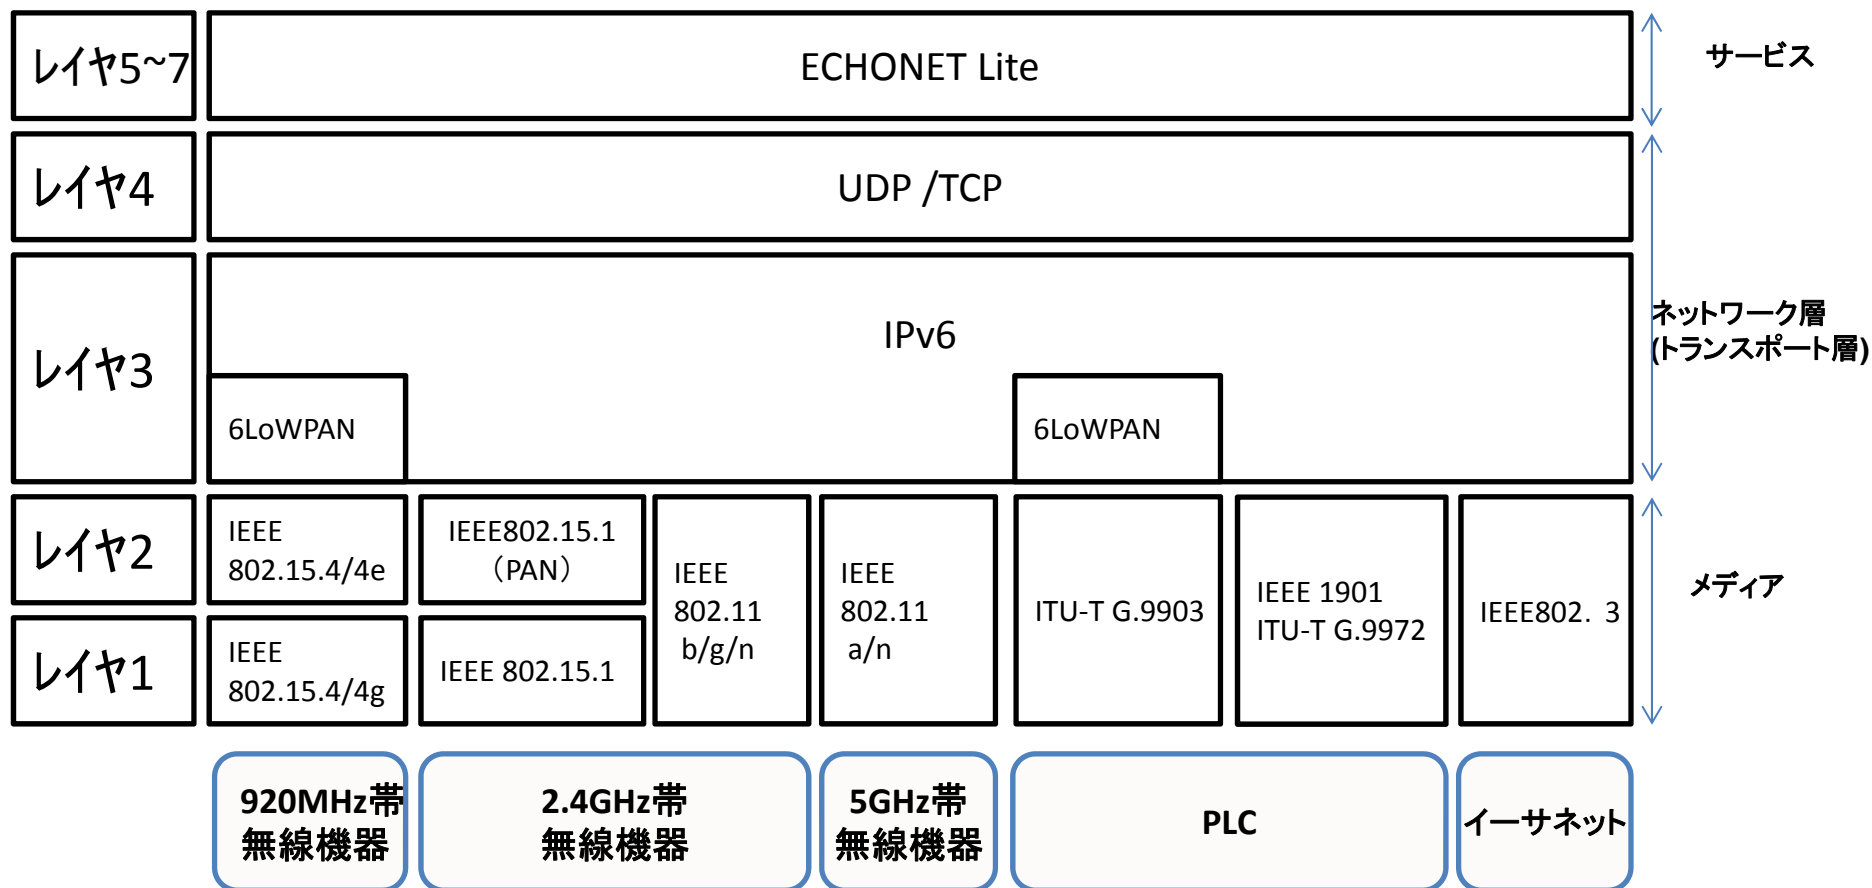 レイヤ5~7
ECHONET Lite
サービス
レイヤ4
UDP /TCP
レイヤ3
IPv6
ネットワーク層
(トランスポート層)
6LoWPAN
6LoWPAN
レイヤ2
IEEE
802.15.4/4e
IEEE802.15.1
（PAN）
IEEE
802.11
b/g/n
IEEE
802.11
a/n
ITU-T G.9903
IEEE 1901
ITU-T G.9972
IEEE802．3
メディア
レイヤ1
IEEE
802.15.4/4g
IEEE 802.15.1
920MHz帯
無線機器
2.4GHz帯
無線機器
5GHz帯
無線機器
PLC
イーサネット